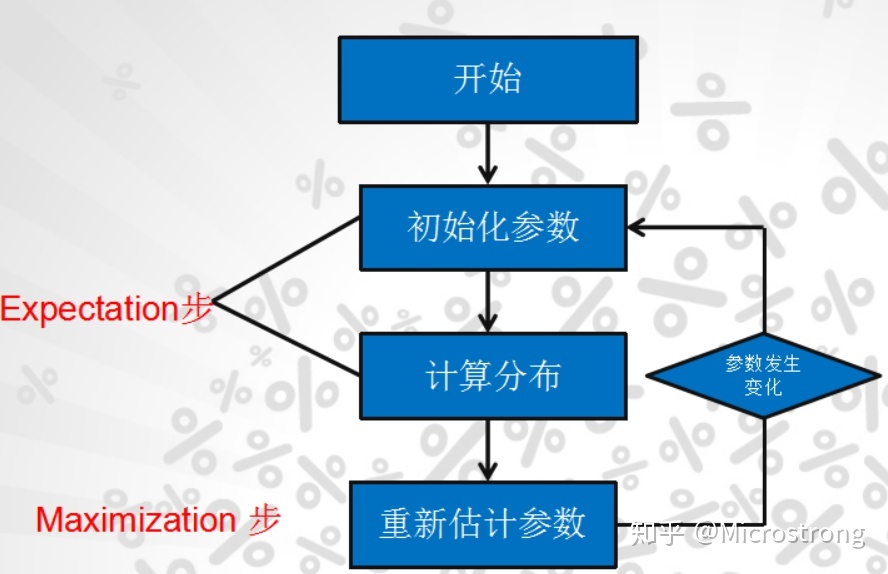 开始
初始化参数
Expectation步
计算分布
参数发生
变化
Maximization 步
重新估计参数
知乎 @Microstrong